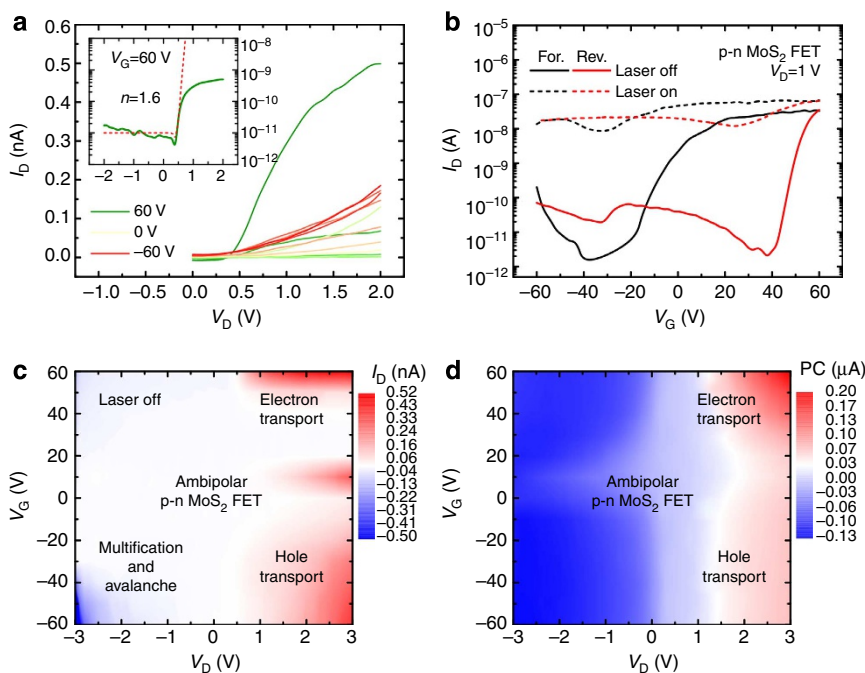 a
I_D (nA)
0.6
0.5
0.4
0.3
0.2
0.1
0.0
V_G=60 V
n=1.6
10^−8
10^−9
10^−10
10^−11
10^−12
−2 −1 0 1 2
60 V
0 V
−60 V
−1.0 −0.5 0.0 0.5 1.0 1.5 2.0
V_D (V)
b
I_D (A)
10^−5
10^−6
10^−7
10^−8
10^−9
10^−10
10^−11
10^−12
For. Rev.
Laser off
Laser on
p-n MoS₂ FET
V_D=1 V
−60 −40 −20 0 20 40 60
V_G (V)
c
V_G (V)
60
40
20
0
−20
−40
−60
Laser off
Electron
transport
Ambipolar
p-n MoS₂ FET
Multification
and
avalanche
Hole
transport
−3 −2 −1 0 1 2 3
V_D (V)
I_D (nA)
0.52
0.43
0.34
0.24
0.16
0.06
−0.04
−0.13
−0.22
−0.31
−0.41
−0.50
d
V_G (V)
60
40
20
0
−20
−40
−60
Electron
transport
Ambipolar
p-n MoS₂ FET
Hole
transport
−3 −2 −1 0 1 2 3
V_D (V)
PC (μA)
0.20
0.17
0.14
0.12
0.06
0.03
0.00
−0.03
−0.06
−0.10
−0.13